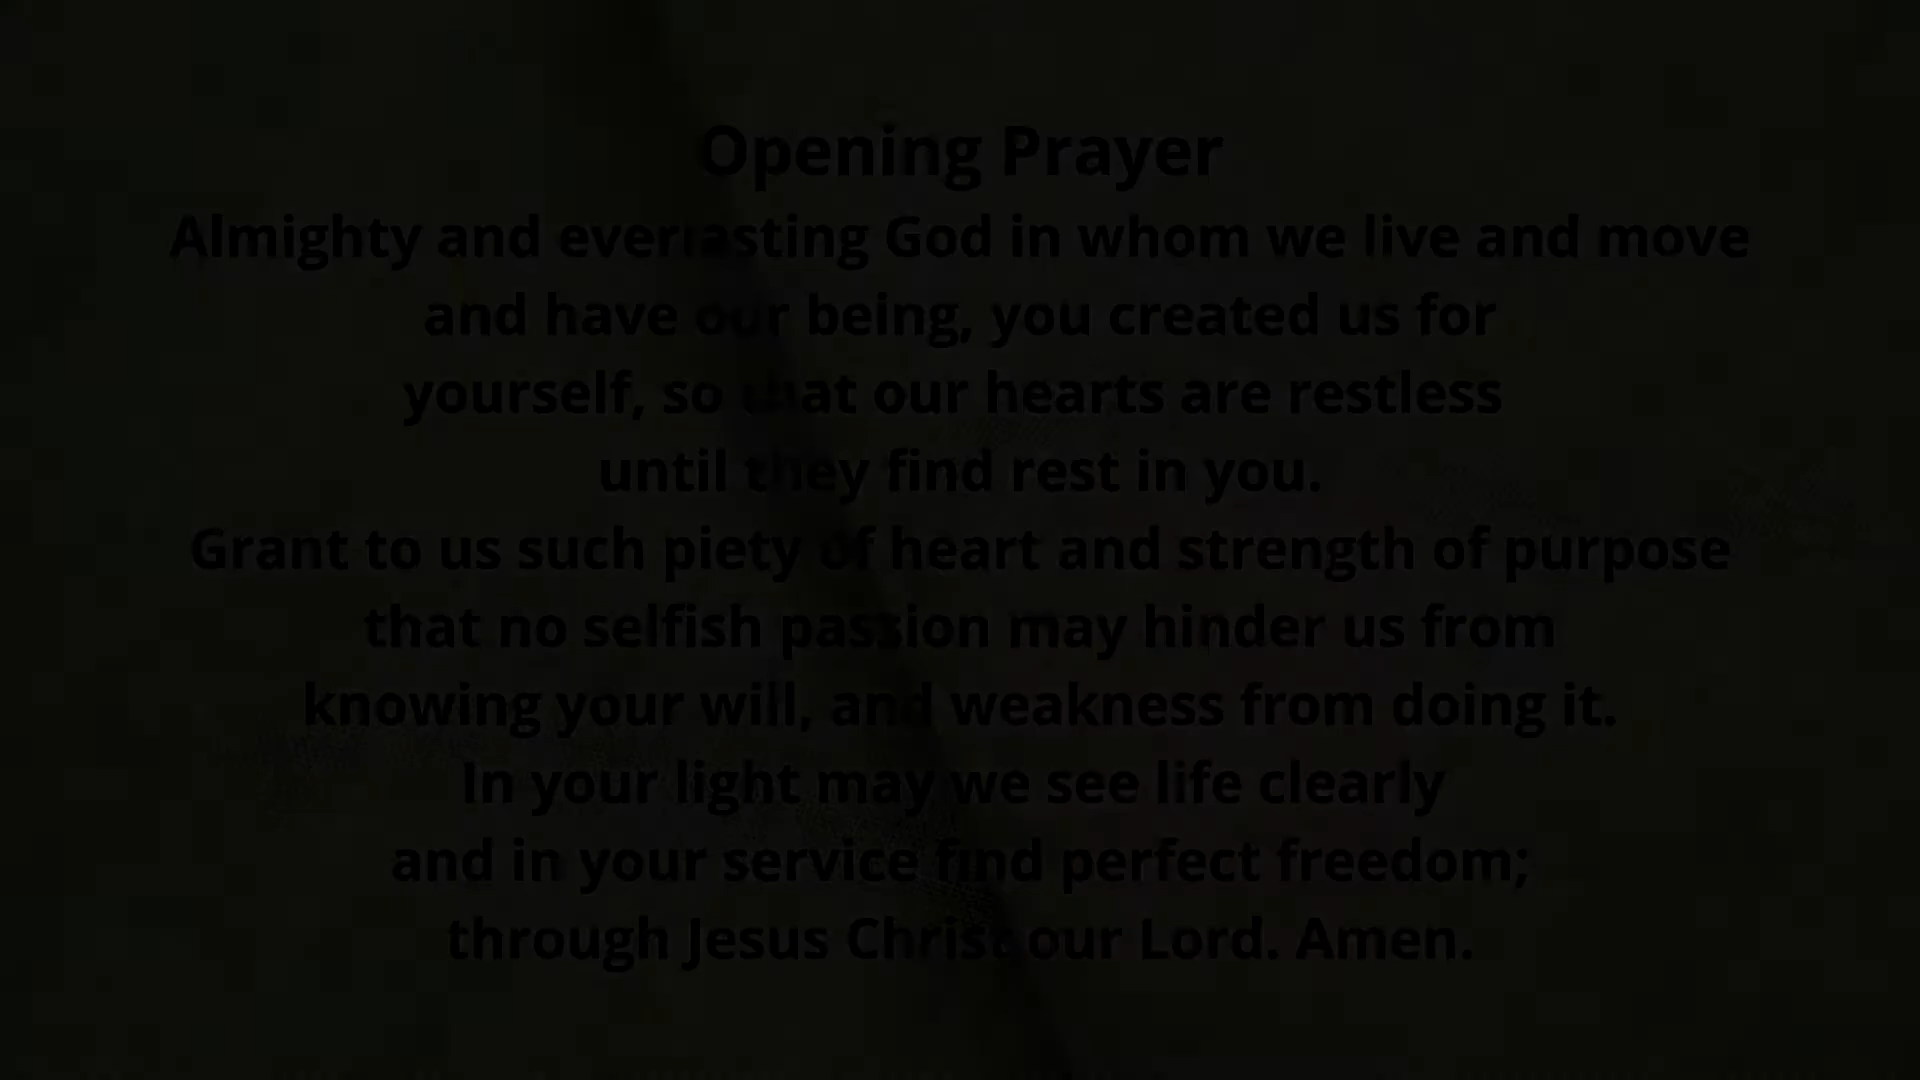 Opening Prayer
Almighty and everlasting God in whom we live and move
and have our being, you created us for
yourself, so that our hearts are restless
until they find rest in you.
Grant to us such piety of heart and strength of purpose
that no selfish passion may hinder us from
knowing your will, and weakness from doing it.
In your light may we see life clearly
and in your service find perfect freedom;
through Jesus Christ our Lord. Amen.